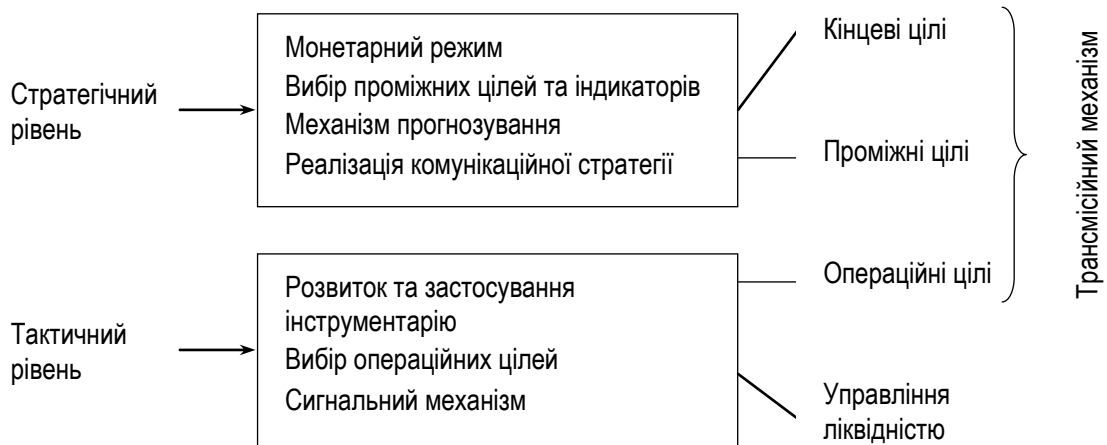 Стратегічний
рівень
Монетарний режим
Вибір проміжних цілей та індикаторів
Механізм прогнозування
Реалізація комунікаційної стратегії
Кінцеві цілі
Проміжні цілі
Тактичний
рівень
Розвиток та застосування
інструментарію
Вибір операційних цілей
Сигнальний механізм
Операційні цілі
Управління
ліквідністю
Трансмісійний механізм